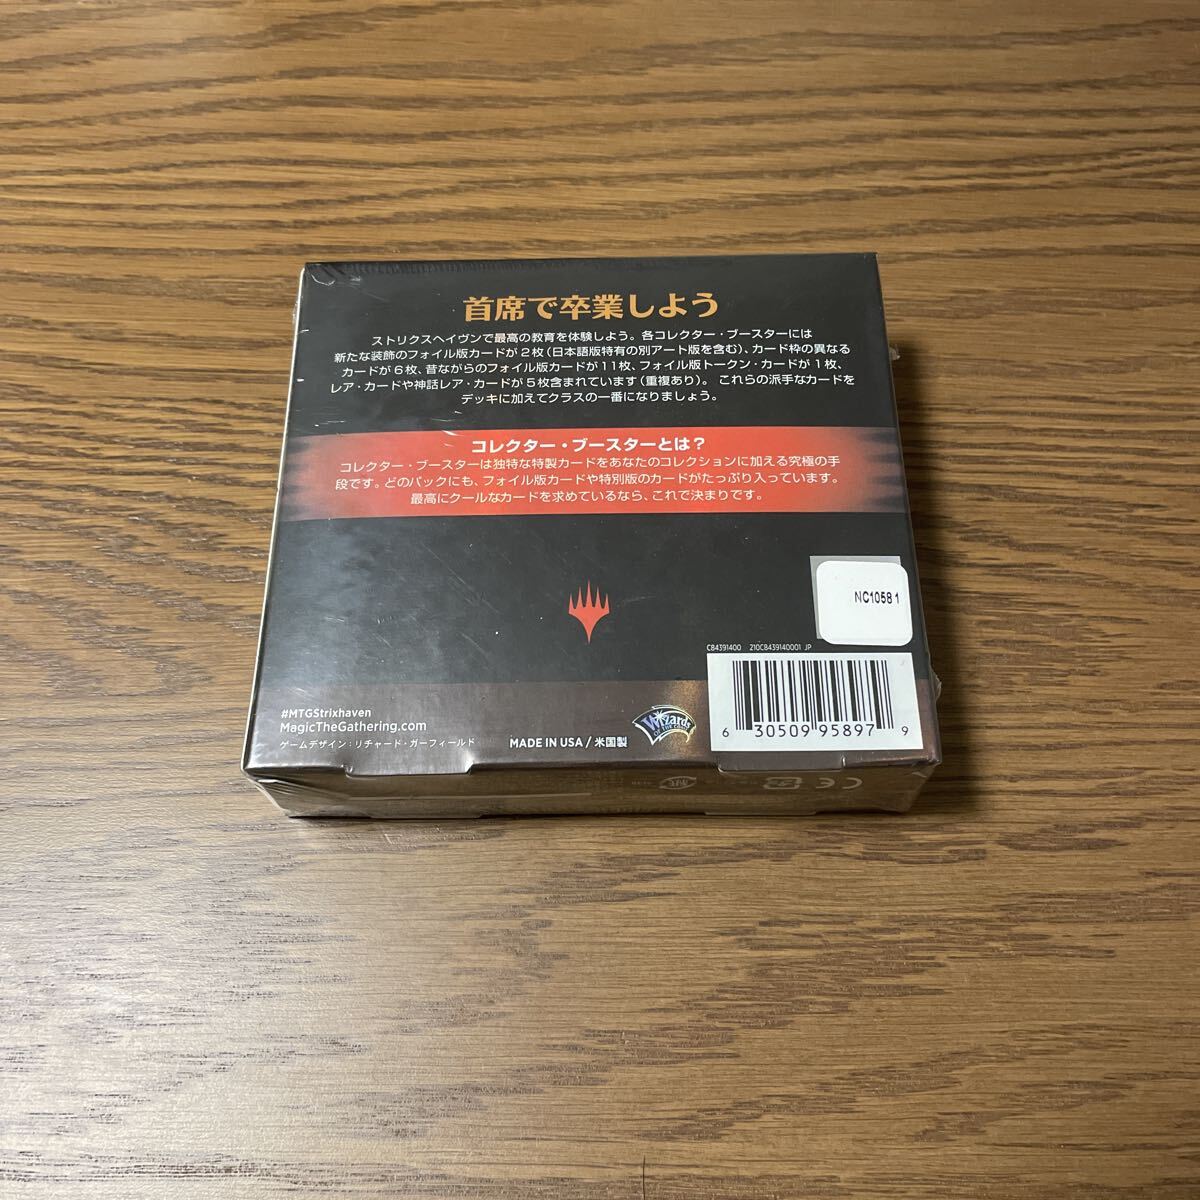 首席で卒業しよう
ストリクスヘイヴンで最高の教育を体験しよう。各コレクター・ブースターには
新たな装飾のフォイル版カードが2枚（日本語版特有の別アート版を含む）、カード枠の異なる
カードが6枚、昔ながらのフォイル版カードが11枚、フォイル版トークン・カードが1枚、
レア・カードや神話レア・カードが5枚含まれています（重複あり）。 これらの派手なカードを
デッキに加えてクラスの一番になりましょう。
コレクター・ブースターとは？
コレクター・ブースターは独特な特製カードをあなたのコレクションに加える究極の手
段です。どのパックにも、フォイル版カードや特別版のカードがたっぷり入っています。
最高にクールなカードを求めているなら、これで決まりです。
NC10581
C84391400 210C8439140001 JP
#MTGStrixhaven
MagicTheGathering.com
ゲームデザイン：リチャード・ガーフィールド
MADE IN USA / 米国製
Wizards
OF THE COAST
6 30509 95897 9
CE